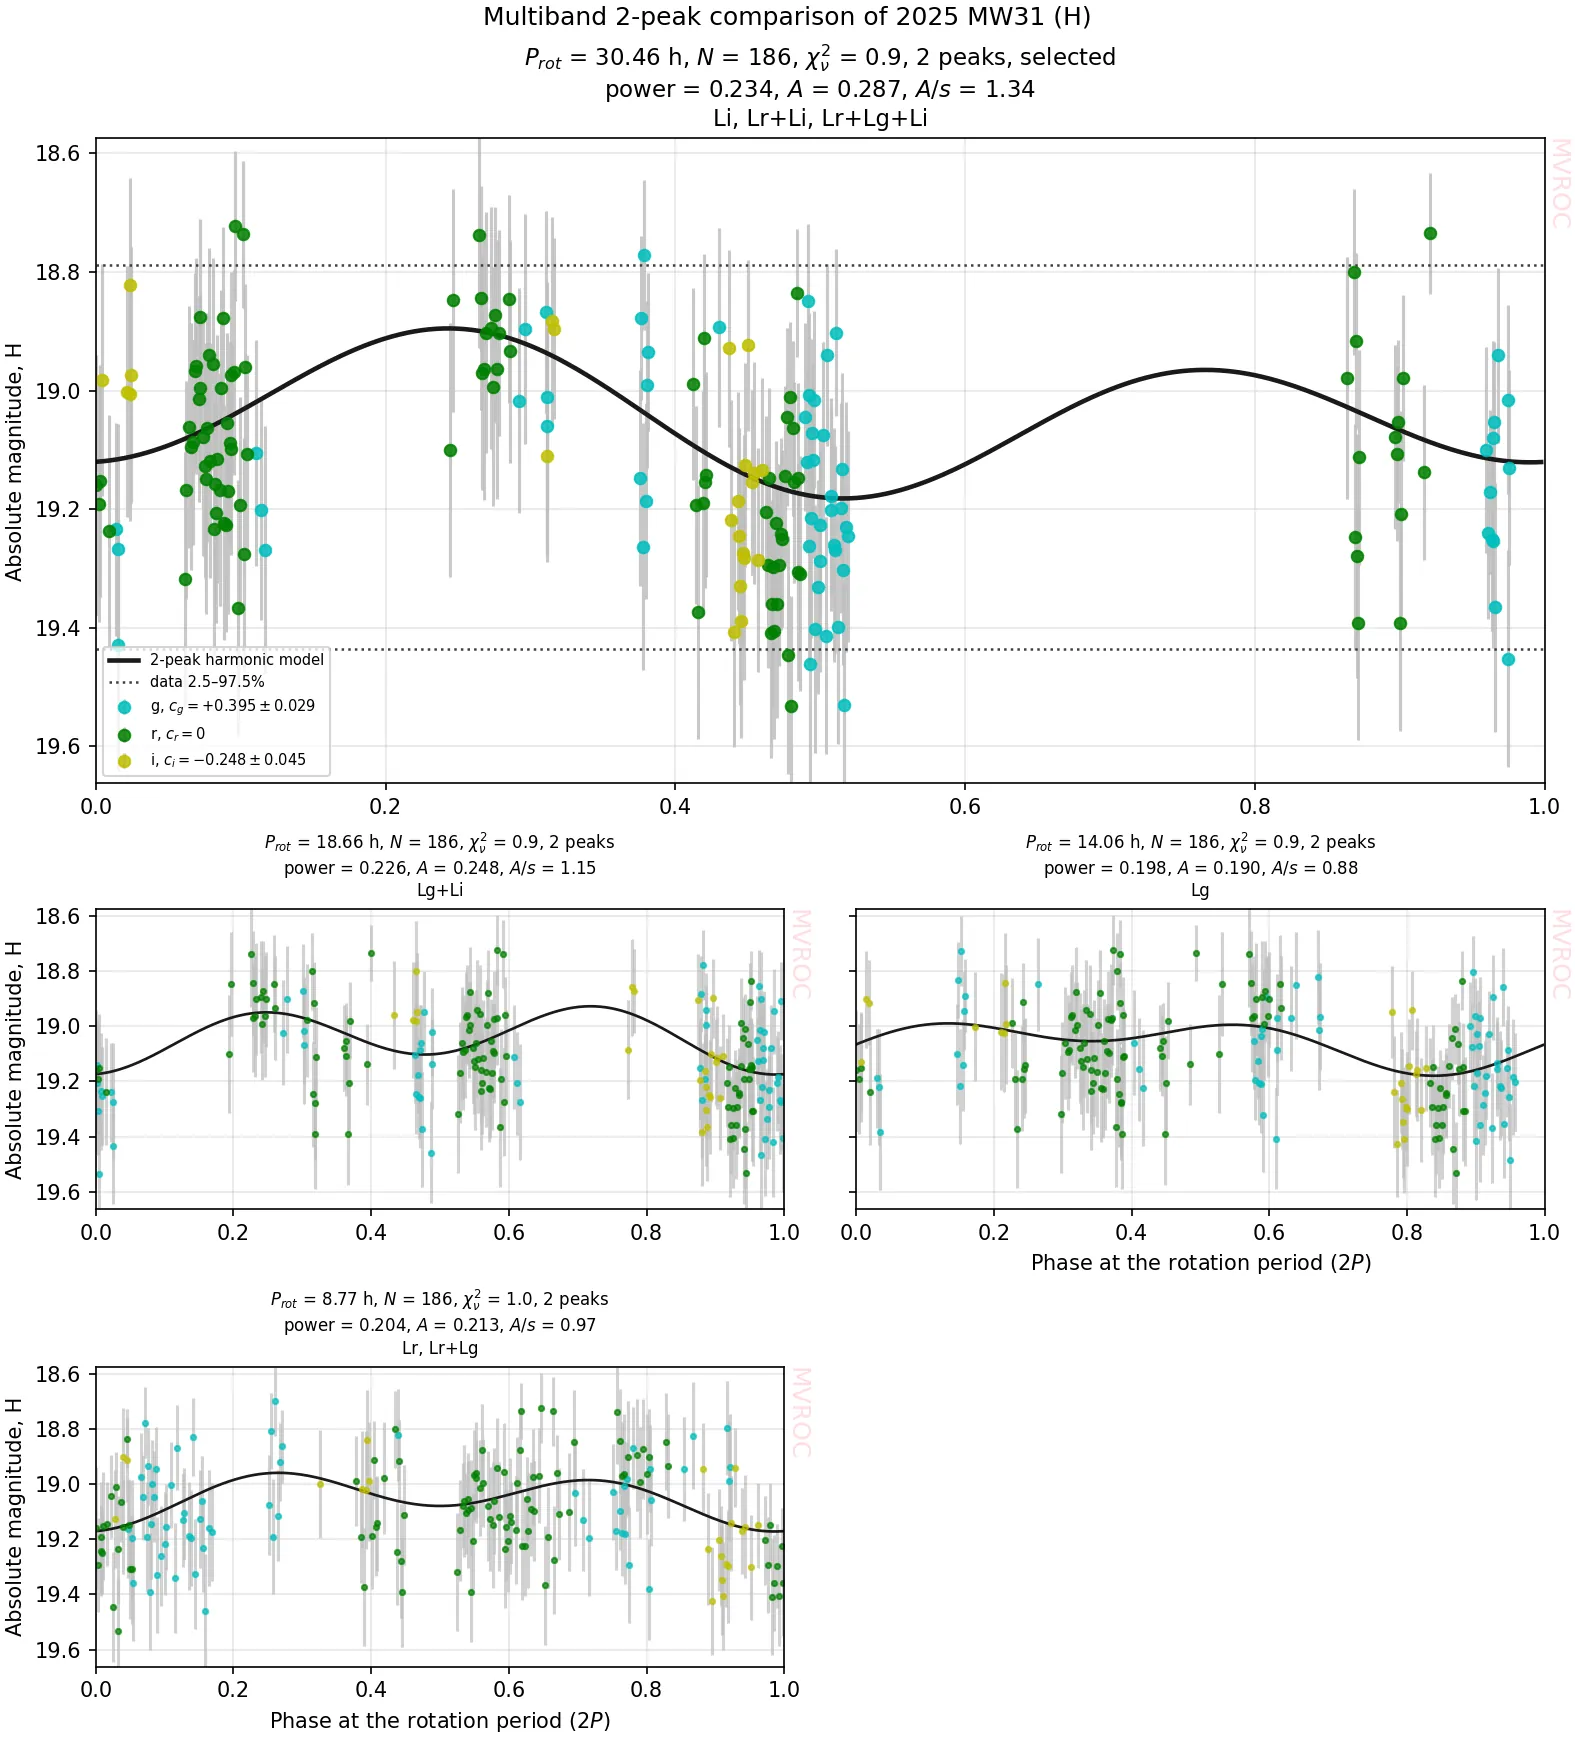 Multiband 2-peak comparison of 2025 MW31 (H)
P_rot = 30.46 h, N = 186, χ²_ν = 0.9, 2 peaks, selected
power = 0.234, A = 0.287, A/s = 1.34
Li, Lr+Li, Lr+Lg+Li
MVROC
Absolute magnitude, H
18.6
18.8
19.0
19.2
19.4
19.6
2-peak harmonic model
data 2.5–97.5%
g, c_g = +0.395 ± 0.029
r, c_r = 0
i, c_i = −0.248 ± 0.045
0.0 0.2 0.4 0.6 0.8 1.0
P_rot = 18.66 h, N = 186, χ²_ν = 0.9, 2 peaks
power = 0.226, A = 0.248, A/s = 1.15
Lg+Li
MVROC
Absolute magnitude, H
18.6
18.8
19.0
19.2
19.4
19.6
0.0 0.2 0.4 0.6 0.8 1.0
P_rot = 14.06 h, N = 186, χ²_ν = 0.9, 2 peaks
power = 0.198, A = 0.190, A/s = 0.88
Lg
MVROC
0.0 0.2 0.4 0.6 0.8 1.0
Phase at the rotation period (2P)
P_rot = 8.77 h, N = 186, χ²_ν = 1.0, 2 peaks
power = 0.204, A = 0.213, A/s = 0.97
Lr, Lr+Lg
MVROC
Absolute magnitude, H
18.6
18.8
19.0
19.2
19.4
19.6
0.0 0.2 0.4 0.6 0.8 1.0
Phase at the rotation period (2P)